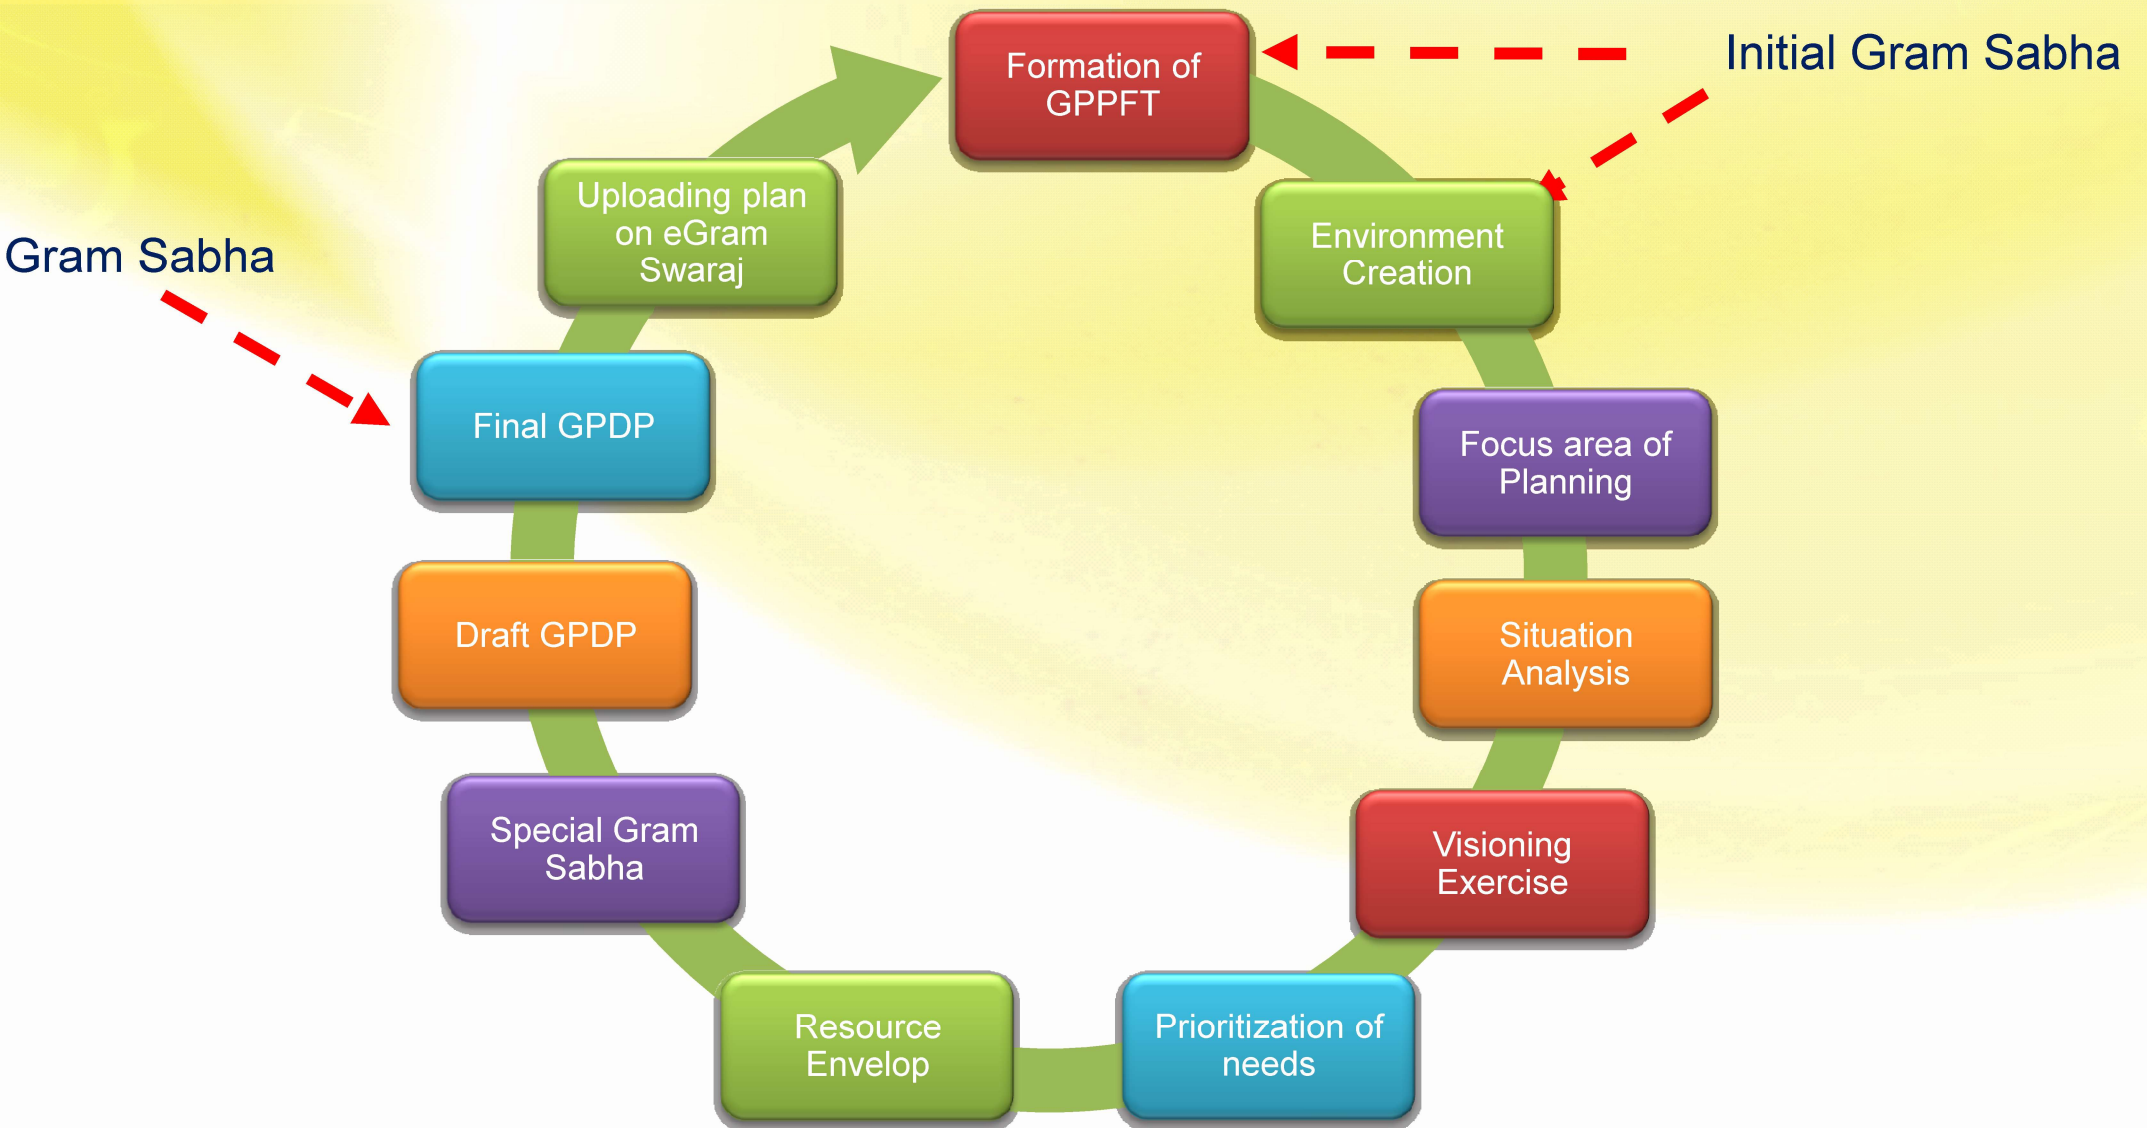 Formation of
GPPFT
Initial Gram Sabha
Environment
Creation
Focus area of
Planning
Situation
Analysis
Visioning
Exercise
Prioritization of
needs
Resource
Envelop
Special Gram
Sabha
Draft GPDP
Final GPDP
Gram Sabha
Uploading plan
on eGram
Swaraj